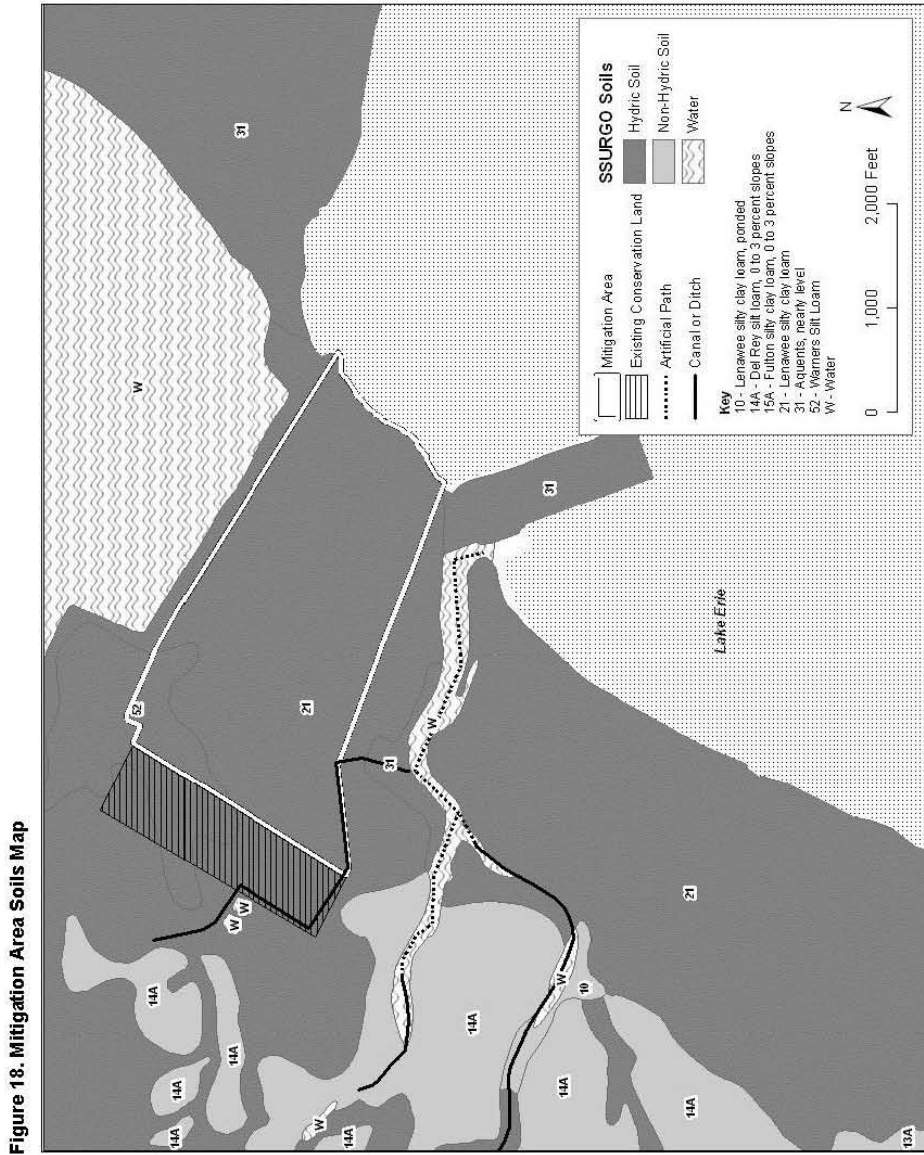 Figure 18. Mitigation Area Soils Map
W
31
52
21
31
31
W
W
W
14A
14A
14A
14A
14A
14A
W
14A
W
10
14A
14A
21
13A
Lake Erie
SSURGO Soils
Mitigation Area
Existing Conservation Land
Artificial Path
Canal or Ditch
Hydric Soil
Non-Hydric Soil
Water
Key
10 - Lenawee silty clay loam, ponded
14A - Del Rey silt loam, 0 to 3 percent slopes
15A - Fulton silty clay loam, 0 to 3 percent slopes
21 - Lenawee silty clay loam
31 - Aquents, nearly level
52 - Warners Silt Loam
W - Water
0 1,000 2,000 Feet
N